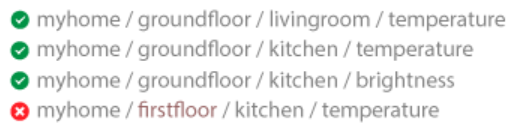 myhome / groundfloor / livingroom / temperature
myhome / groundfloor / kitchen / temperature
myhome / groundfloor / kitchen / brightness
myhome / firstfloor / kitchen / temperature